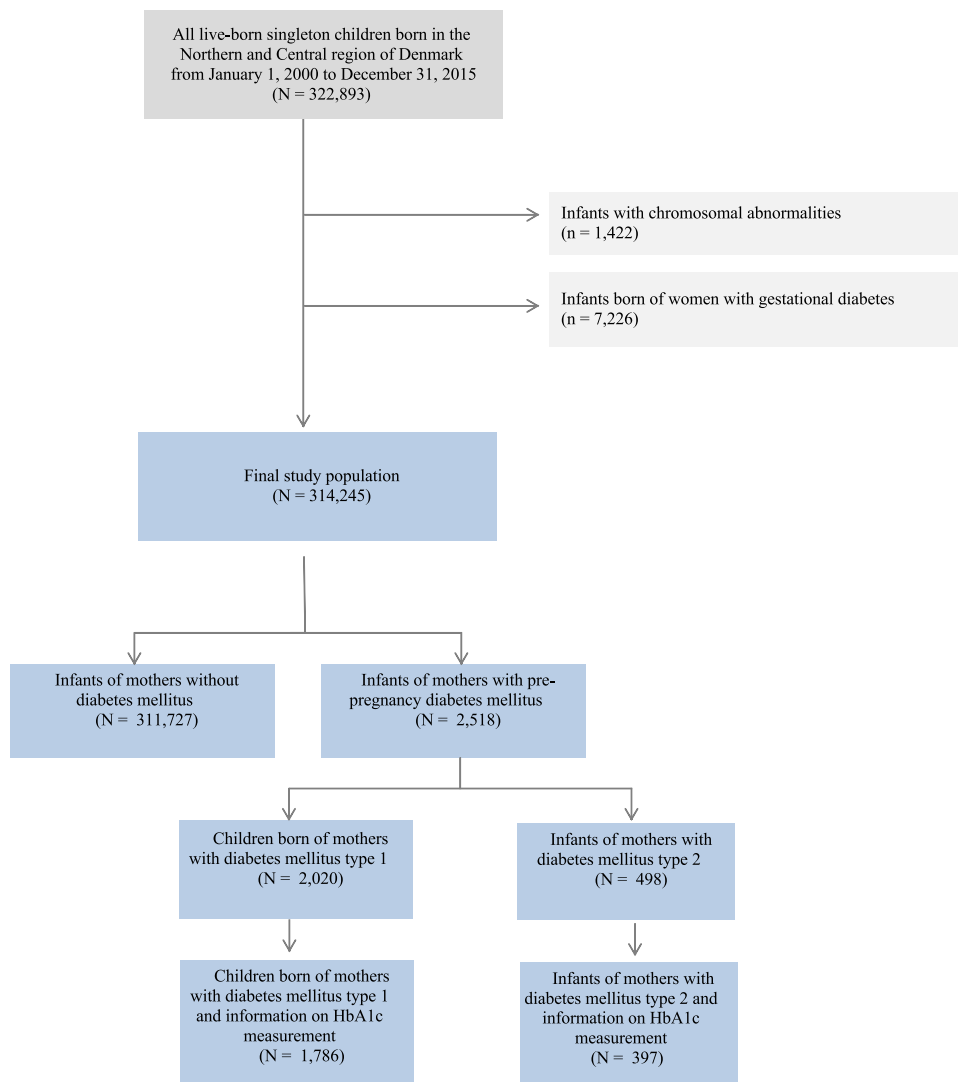 All live-born singleton children born in the
Northern and Central region of Denmark
from January 1, 2000 to December 31, 2015
(N = 322,893)
Infants with chromosomal abnormalities
(n = 1,422)
Infants born of women with gestational diabetes
(n = 7,226)
Final study population
(N = 314,245)
Infants of mothers without
diabetes mellitus
(N = 311,727)
Infants of mothers with pre-
pregnancy diabetes mellitus
(N = 2,518)
Children born of mothers
with diabetes mellitus type 1
(N = 2,020)
Infants of mothers with
diabetes mellitus type 2
(N = 498)
Children born of mothers
with diabetes mellitus type 1
and information on HbA1c
measurement
(N = 1,786)
Infants of mothers with
diabetes mellitus type 2 and
information on HbA1c
measurement
(N = 397)